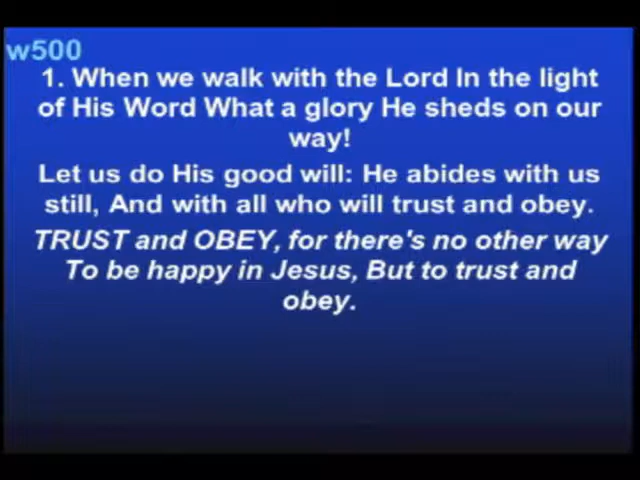 w500
1. When we walk with the Lord In the light
of His Word What a glory He sheds on our
way!
Let us do His good will: He abides with us
still, And with all who will trust and obey.
TRUST and OBEY, for there's no other way
To be happy in Jesus, But to trust and
obey.